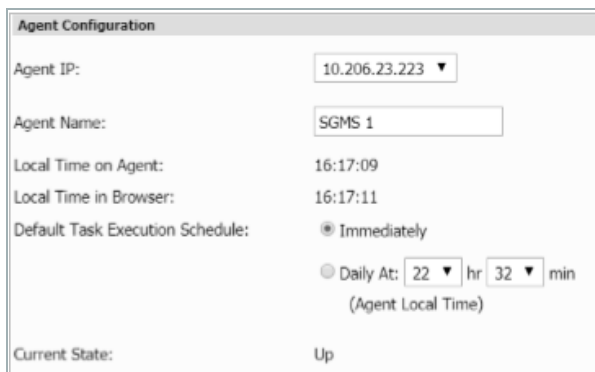 Agent Configuration
Agent IP: 10.206.23.223
Agent Name: SGMS 1
Local Time on Agent: 16:17:09
Local Time in Browser: 16:17:11
Default Task Execution Schedule: Immediately
Daily At: 22 hr 32 min
(Agent Local Time)
Current State: Up